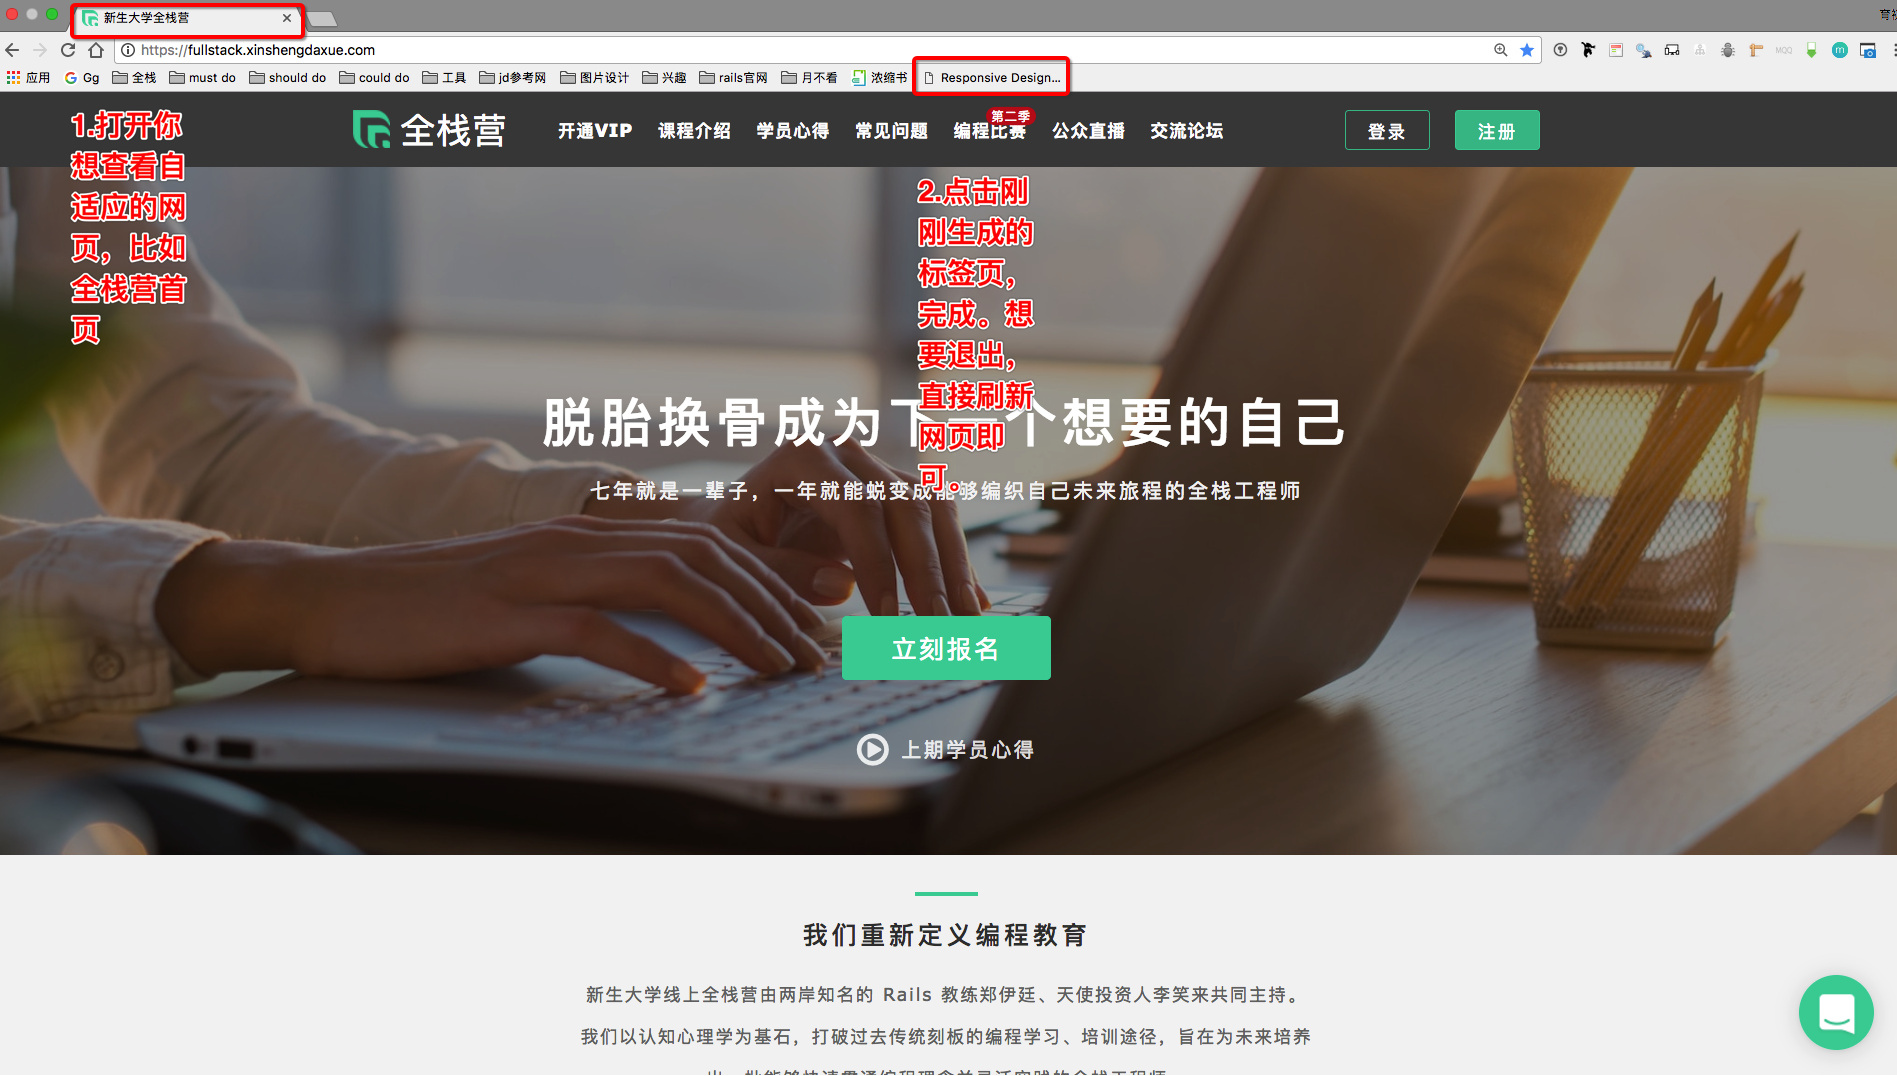 新生大学全栈营
https://fullstack.xinshengdaxue.com
应用 Gg 全栈 must do should do could do 工具 jd参考网 图片设计 兴趣 rails官网 月不看 浓缩书 Responsive Design...
MQQ
m
1.打开你
想查看自
适应的网
页，比如
全栈营首
页
全栈营
开通VIP 课程介绍 学员心得 常见问题 编程比赛 公众直播 交流论坛
第二季
登录 注册
2.点击刚
刚生成的
标签页，
完成。想
要退出，
直接刷新
网页即
可。
脱胎换骨成为下一个想要的自己
七年就是一辈子，一年就能蜕变成能够编织自己未来旅程的全栈工程师
立刻报名
上期学员心得
我们重新定义编程教育
新生大学线上全栈营由两岸知名的 Rails 教练郑伊廷、天使投资人李笑来共同主持。
我们以认知心理学为基石，打破过去传统刻板的编程学习、培训途径，旨在为未来培养